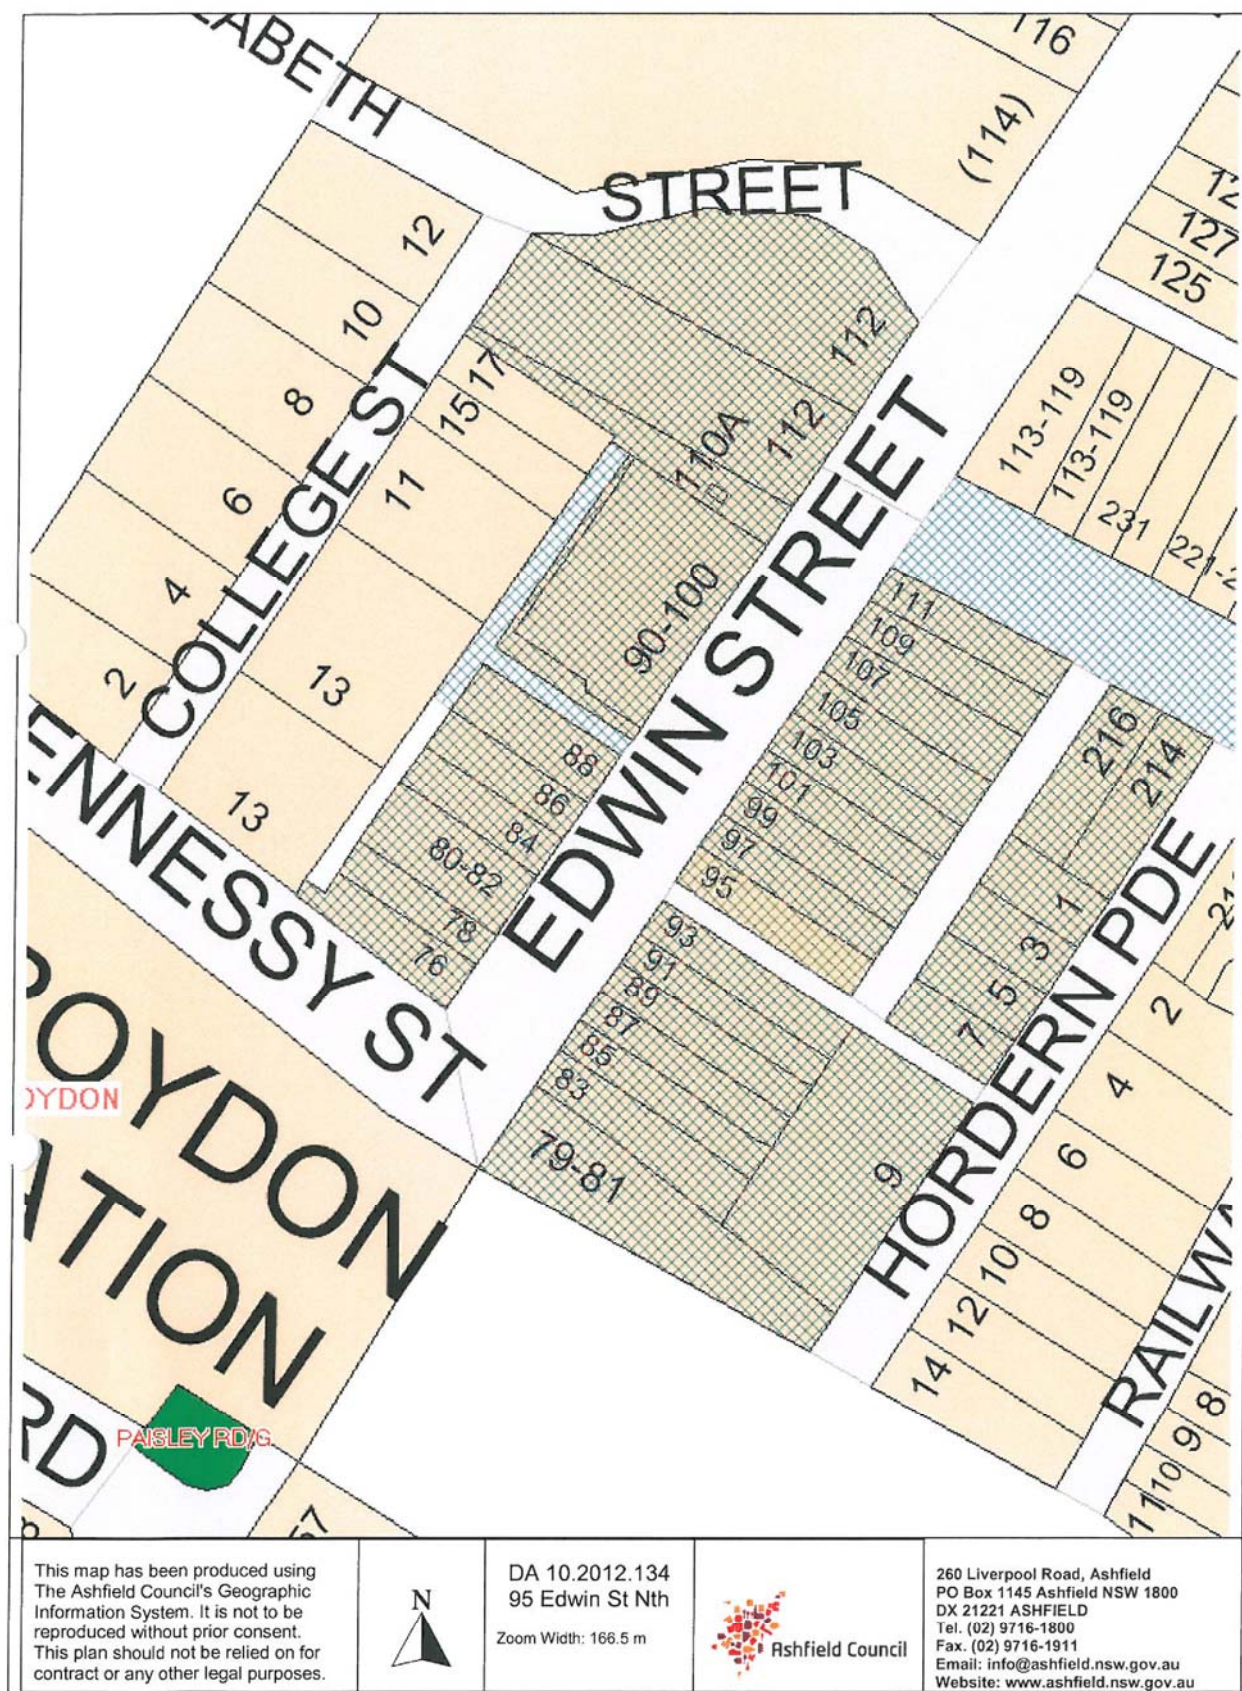 ZABETH
STREET
116
(114)
12
127
125
12
10
8
6
4
2
COLLEGE ST
17
15
11
13
13
112
112
110A
90-100
EDWIN STREET
113-119
113-119
231
111
109
107
105
103
101
99
97
95
216
214
1
3
5
7
88
86
84
80-82
78
76
ENNESSY ST
93
91
89
87
85
83
79-81
9
HORDERN PDE
21
2
4
6
8
10
12
14
RAILWA
8
9
10
11
OYDON
ROYDON
ATION
RD
PAISLEY RD/G
57
This map has been produced using
The Ashfield Council's Geographic
Information System. It is not to be
reproduced without prior consent.
This plan should not be relied on for
contract or any other legal purposes.
N
DA 10.2012.134
95 Edwin St Nth
Zoom Width: 166.5 m
Ashfield Council
260 Liverpool Road, Ashfield
PO Box 1145 Ashfield NSW 1800
DX 21221 ASHFIELD
Tel. (02) 9716-1800
Fax. (02) 9716-1911
Email: info@ashfield.nsw.gov.au
Website: www.ashfield.nsw.gov.au